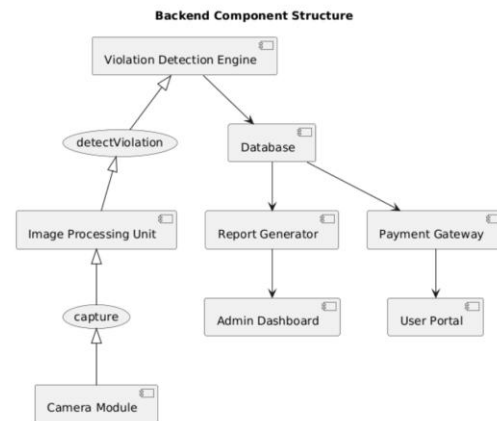 Backend Component Structure
Violation Detection Engine
detectViolation
Database
Image Processing Unit
Report Generator
Payment Gateway
capture
Admin Dashboard
User Portal
Camera Module